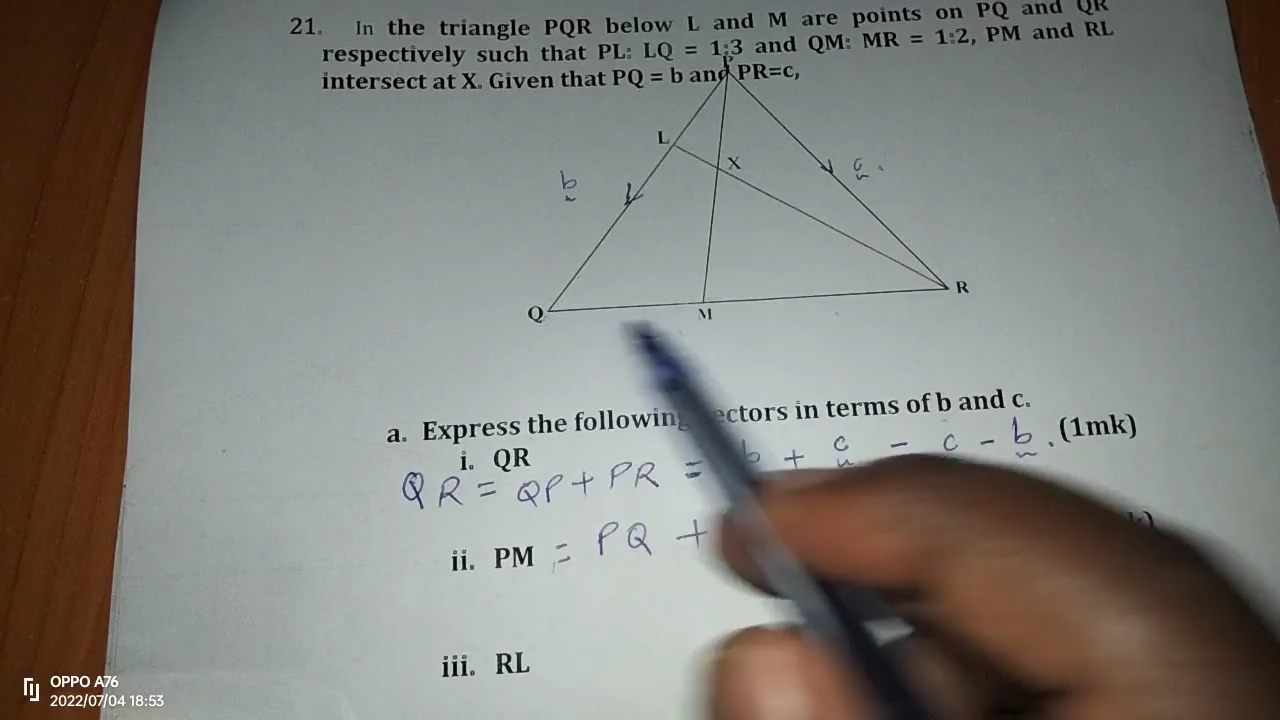 21. In the triangle PQR below L and M are points on PQ and QR
respectively such that PL: LQ = 1:3 and QM: MR = 1:2, PM and RL
intersect at X. Given that PQ = b and PR=c,
P
L
X
b
c
Q
M
R
a. Express the following vectors in terms of b and c.
i. QR (1mk)
QR = QP + PR = b + c = c - b.
ii. PM = PQ +
iii. RL
OPPO A76
2022/07/04 18:53